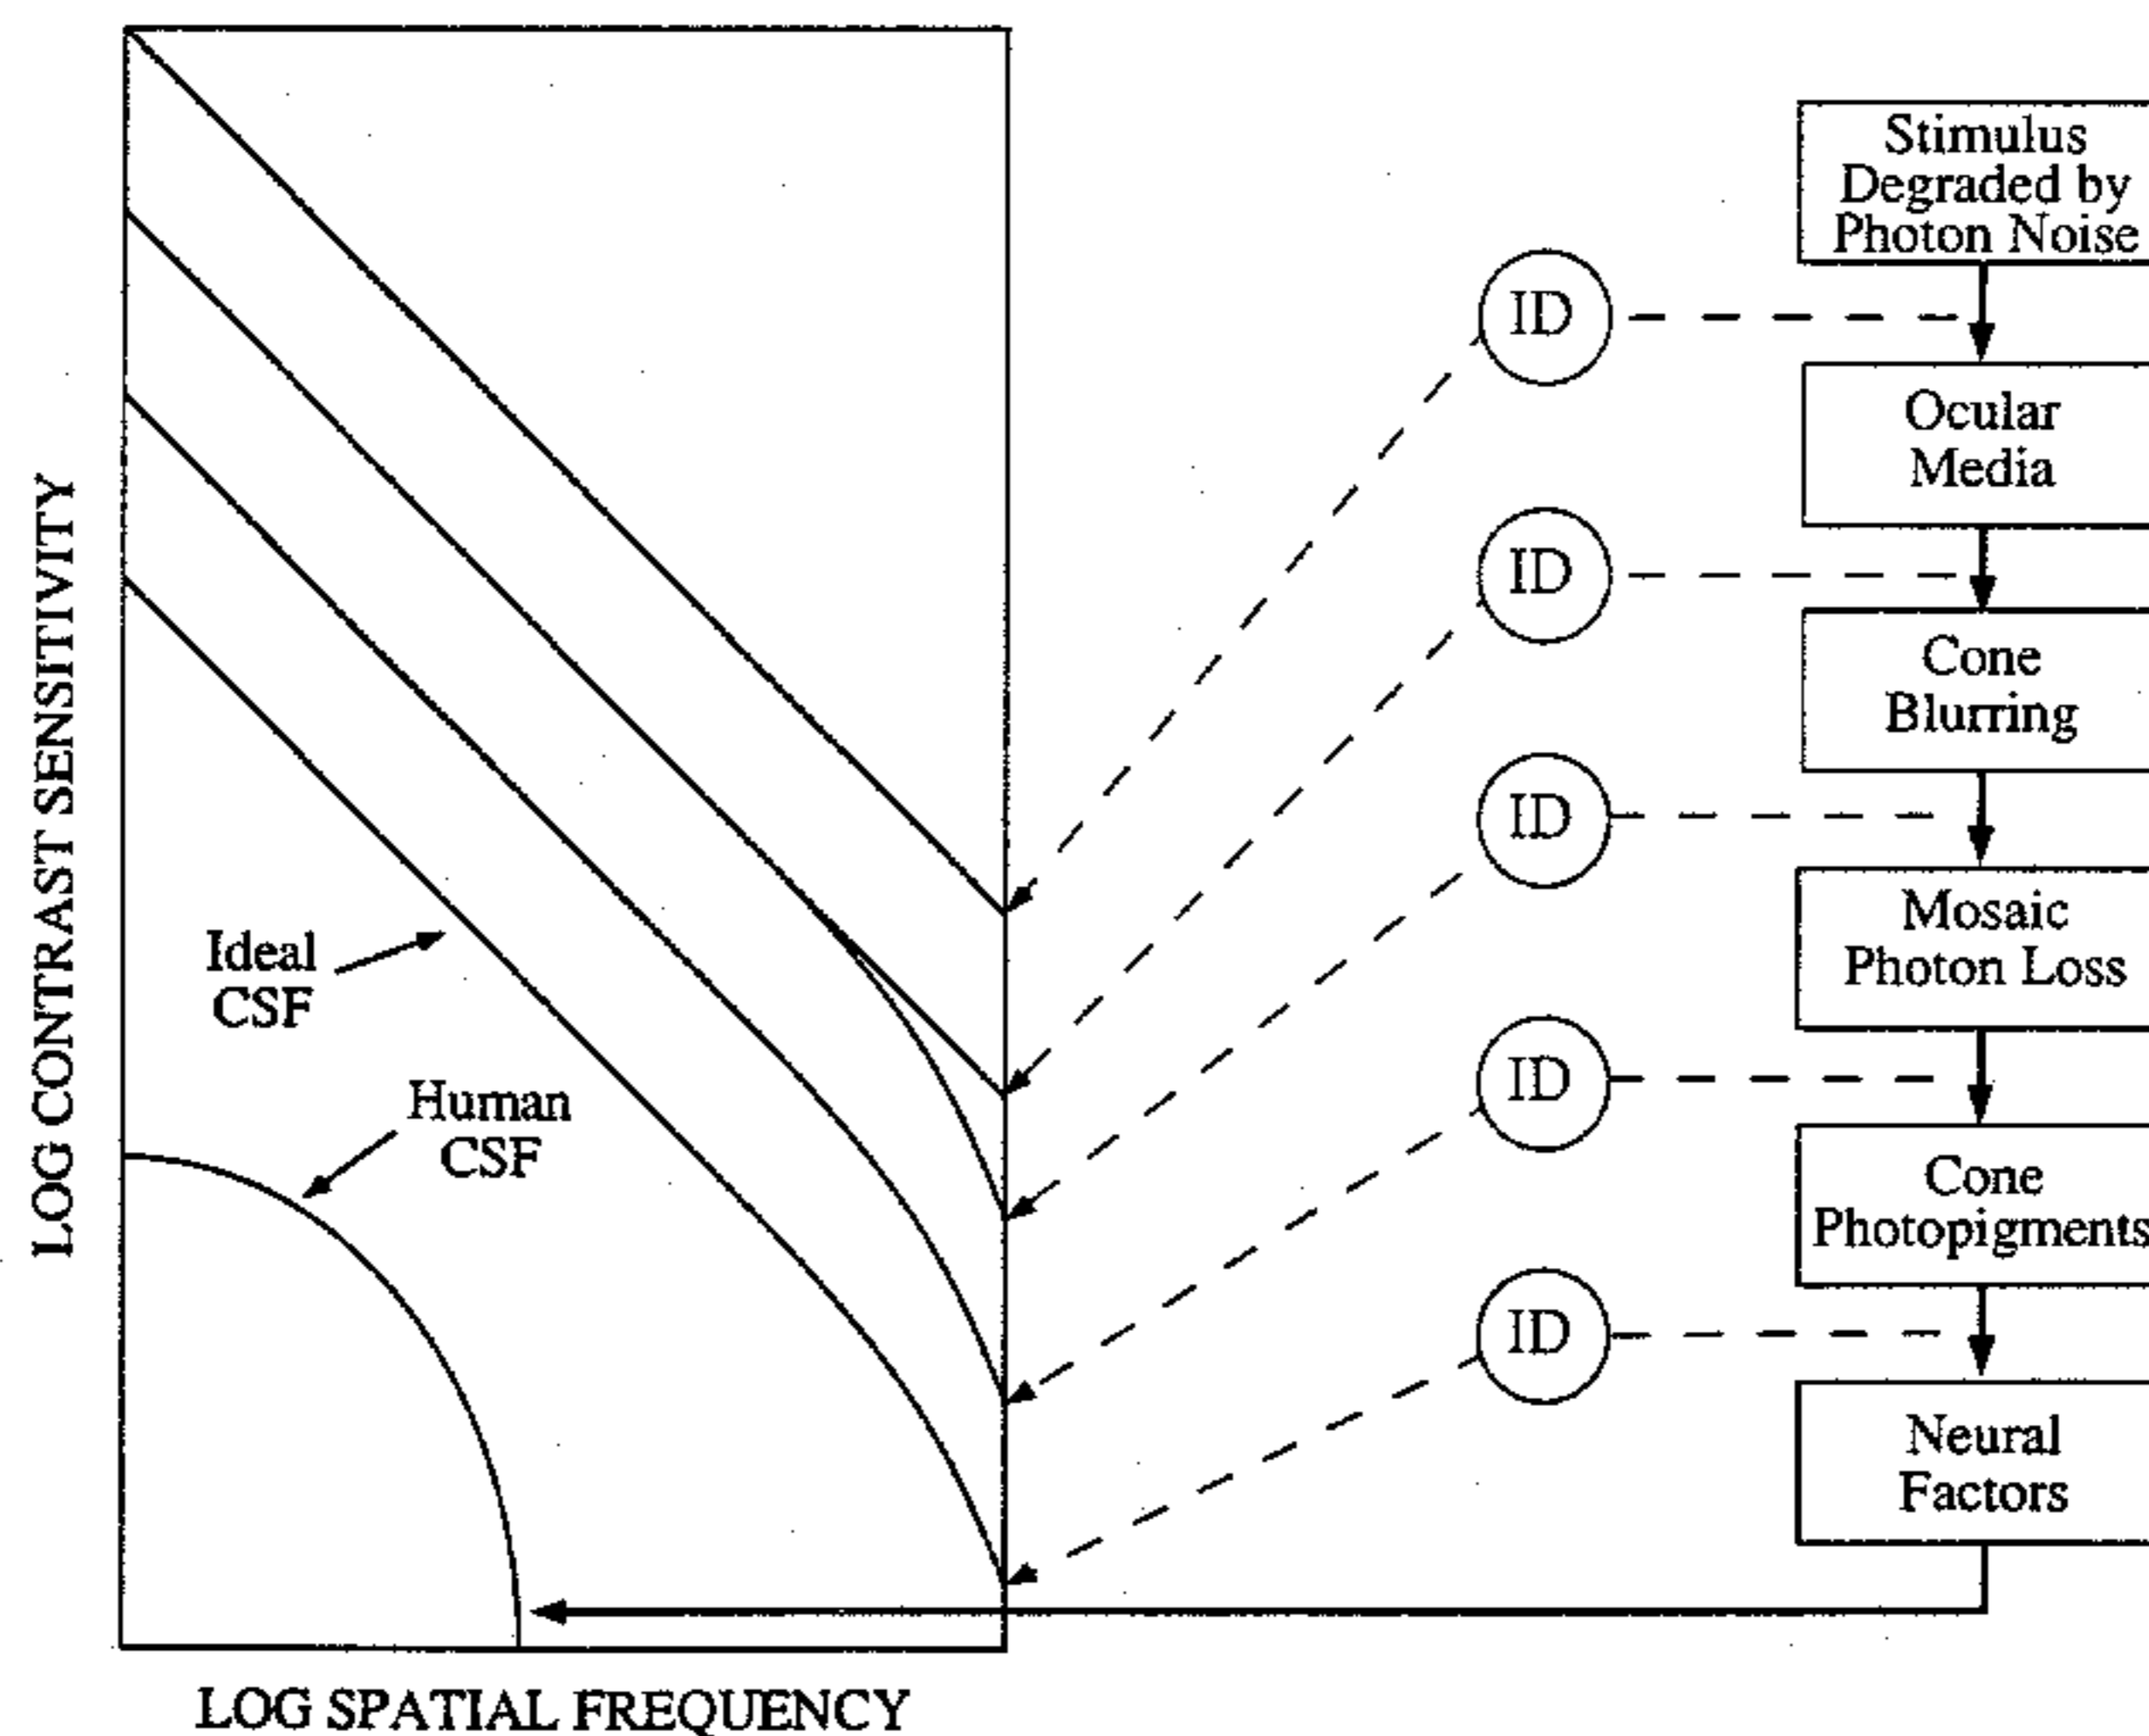 LOG CONTRAST SENSITIVITY
LOG SPATIAL FREQUENCY
Ideal
CSF
Human
CSF
ID
ID
ID
ID
ID
Stimulus
Degraded by
Photon Noise
Ocular
Media
Cone
Blurring
Mosaic
Photon Loss
Cone
Photopigments
Neural
Factors